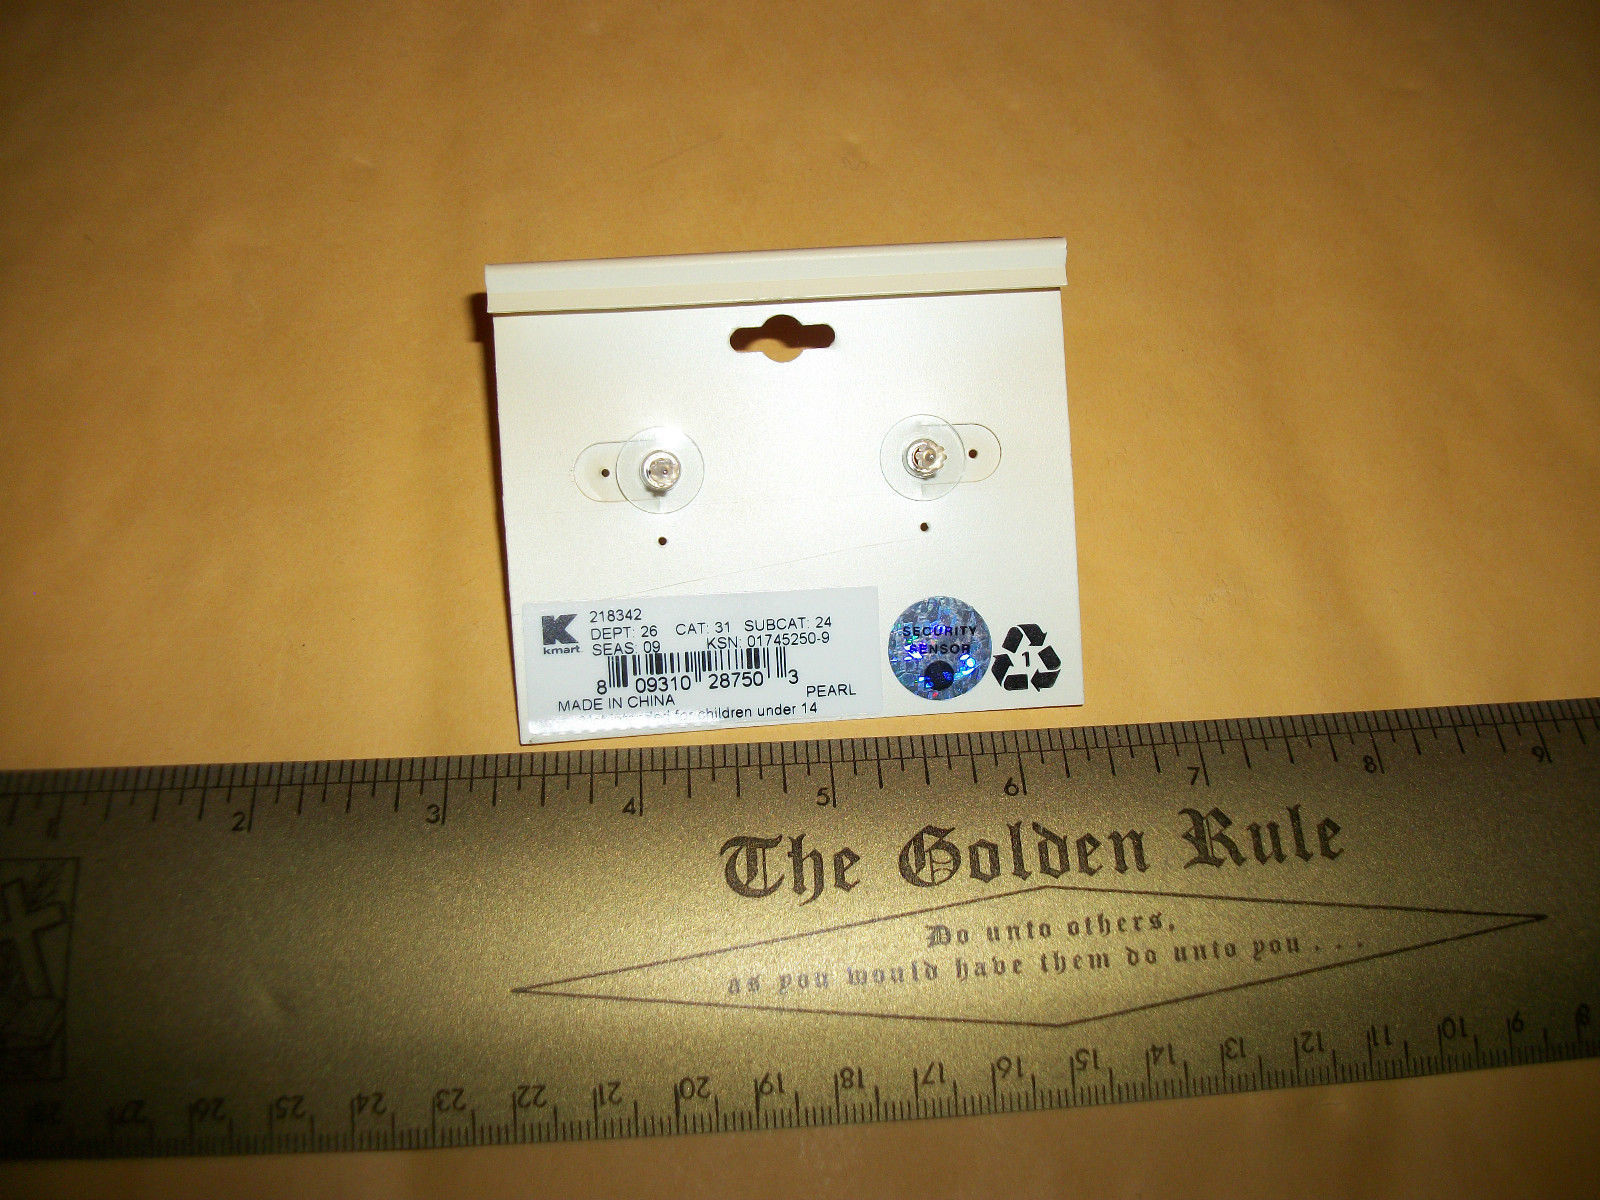 218342
DEPT: 26 CAT: 31 SUBCAT: 24
SEAS: 09 KSN: 01745250-9
kmart
8 09310 28750 3
MADE IN CHINA PEARL
for children under 14
SECURITY
SENSOR
1
2 3 4 5 6 7 8 9
The Golden Rule
Do unto others,
as you would have them do unto you . . .
26 25 24 23 22 21 20 19 18 17 16 15 14 13 12 11 10 9 8